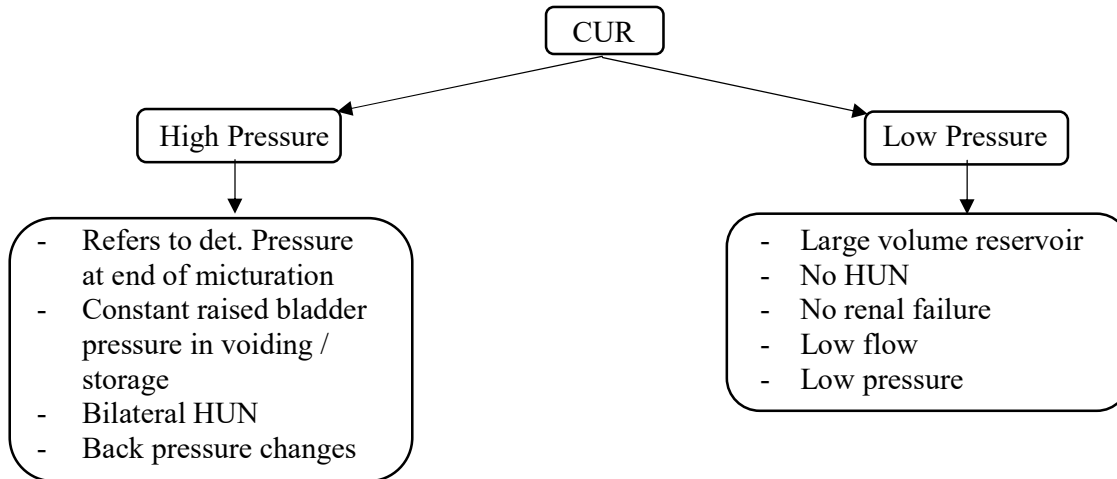 CUR
High Pressure
Low Pressure
- Refers to det. Pressure
at end of micturation
- Constant raised bladder
pressure in voiding /
storage
- Bilateral HUN
- Back pressure changes
- Large volume reservoir
- No HUN
- No renal failure
- Low flow
- Low pressure